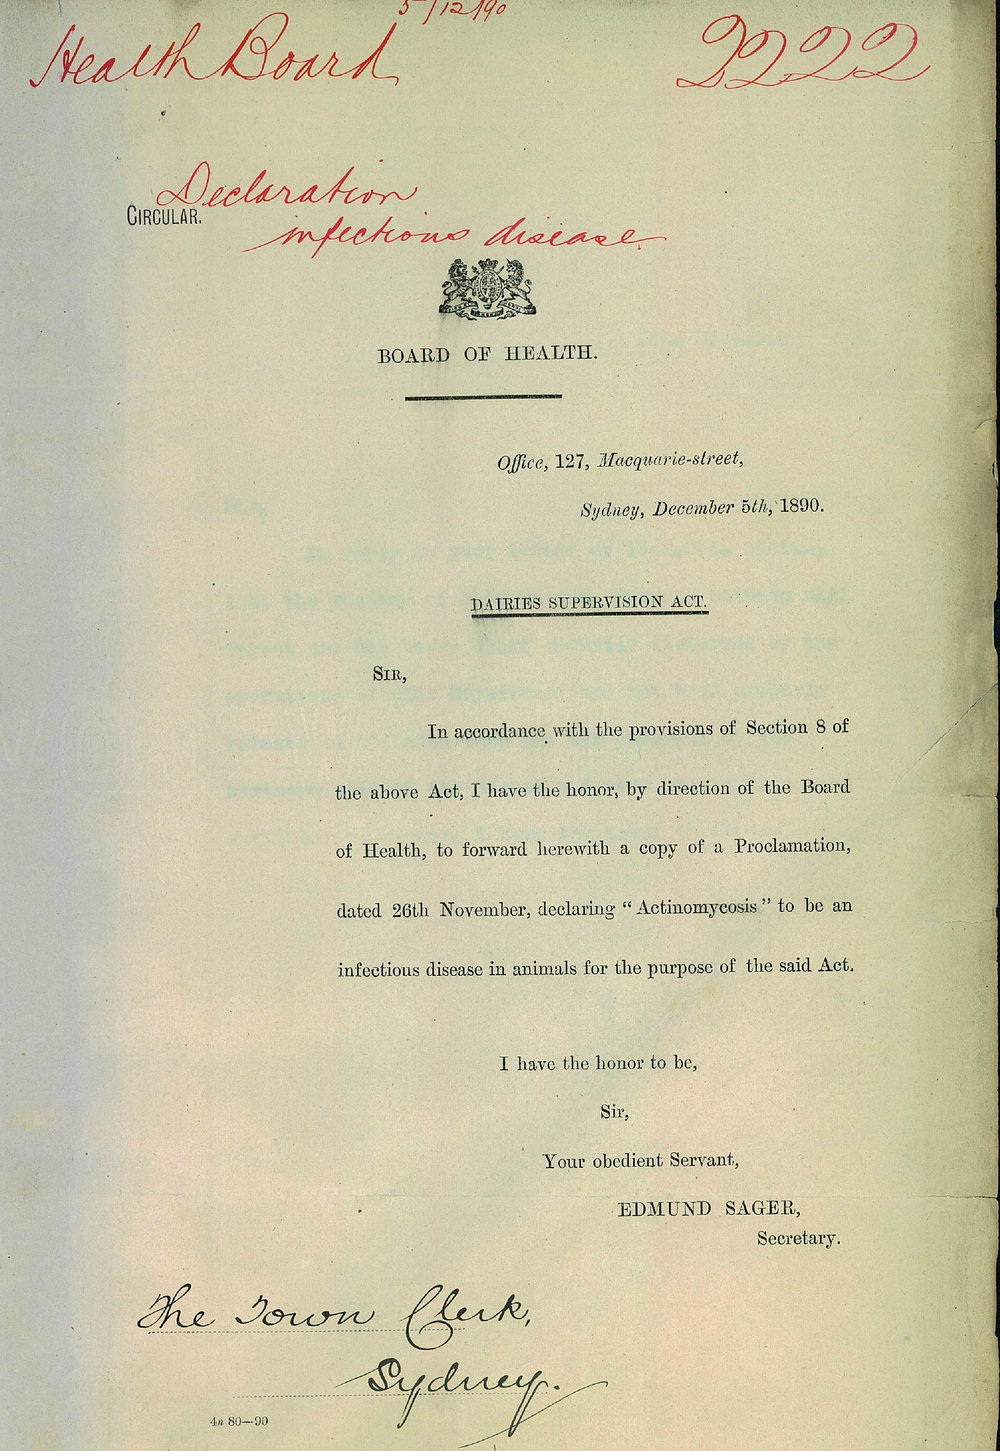 5/12/90
Health Board
2222
Declaration
CIRCULAR.
infectious disease.
BOARD OF HEALTH.
Office, 127, Macquarie-street,
Sydney, December 5th, 1890.
DAIRIES SUPERVISION ACT.
SIR,
In accordance with the provisions of Section 8 of
the above Act, I have the honor, by direction of the Board
of Health, to forward herewith a copy of a Proclamation,
dated 26th November, declaring “Actinomycosis” to be an
infectious disease in animals for the purpose of the said Act.
I have the honor to be,
Sir,
Your obedient Servant,
EDMUND SAGER,
Secretary.
The Town Clerk,
Sydney.
4a 80—90